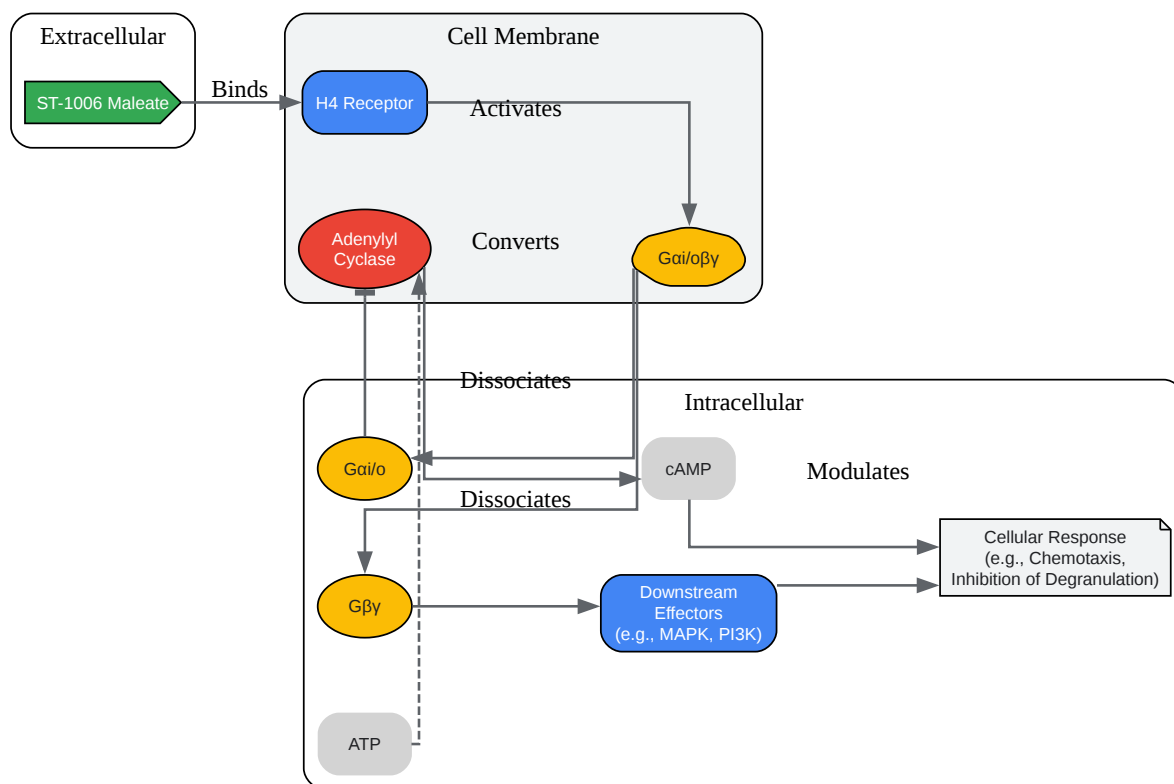 Extracellular
Cell Membrane
ST-1006 Maleate
Binds
H4 Receptor
Activates
Adenylyl
Cyclase
Converts
Gαi/oβγ
Dissociates
Intracellular
Gαi/o
cAMP
Modulates
Dissociates
Cellular Response
(e.g., Chemotaxis,
Inhibition of Degranulation)
Gβγ
Downstream
Effectors
(e.g., MAPK, PI3K)
ATP